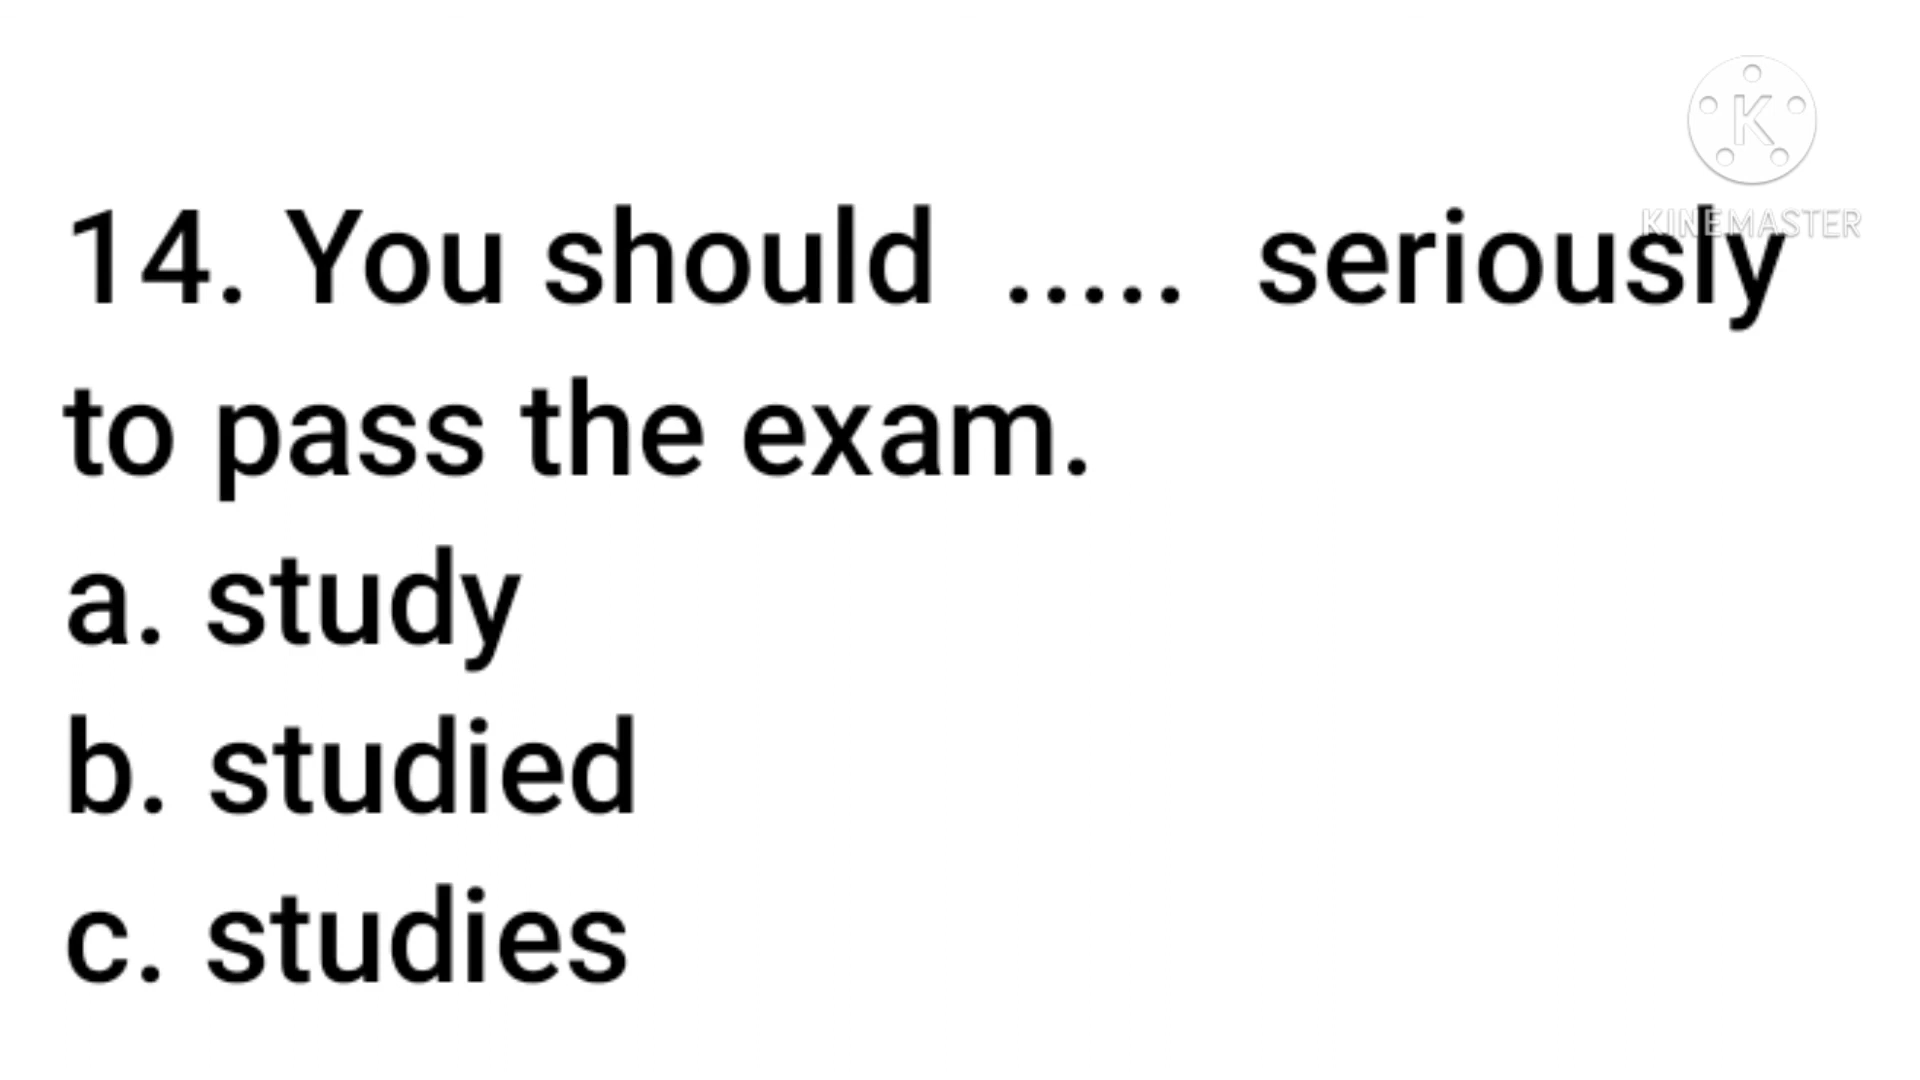 K
KINEMASTER
14. You should ..... seriously
to pass the exam.
a. study
b. studied
c. studies